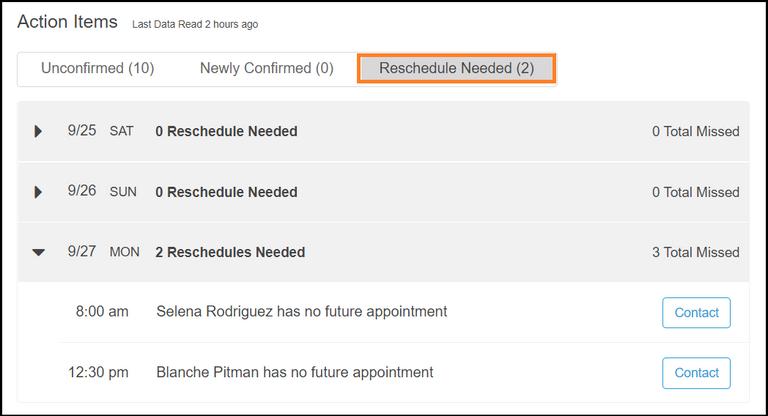 Action Items Last Data Read 2 hours ago
Unconfirmed (10) Newly Confirmed (0) Reschedule Needed (2)
9/25 SAT 0 Reschedule Needed 0 Total Missed
9/26 SUN 0 Reschedule Needed 0 Total Missed
9/27 MON 2 Reschedules Needed 3 Total Missed
8:00 am Selena Rodriguez has no future appointment Contact
12:30 pm Blanche Pitman has no future appointment Contact